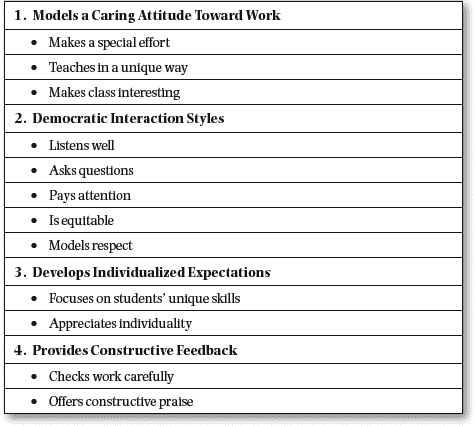 1. Models a Caring Attitude Toward Work
• Makes a special effort
• Teaches in a unique way
• Makes class interesting
2. Democratic Interaction Styles
• Listens well
• Asks questions
• Pays attention
• Is equitable
• Models respect
3. Develops Individualized Expectations
• Focuses on students' unique skills
• Appreciates individuality
4. Provides Constructive Feedback
• Checks work carefully
• Offers constructive praise